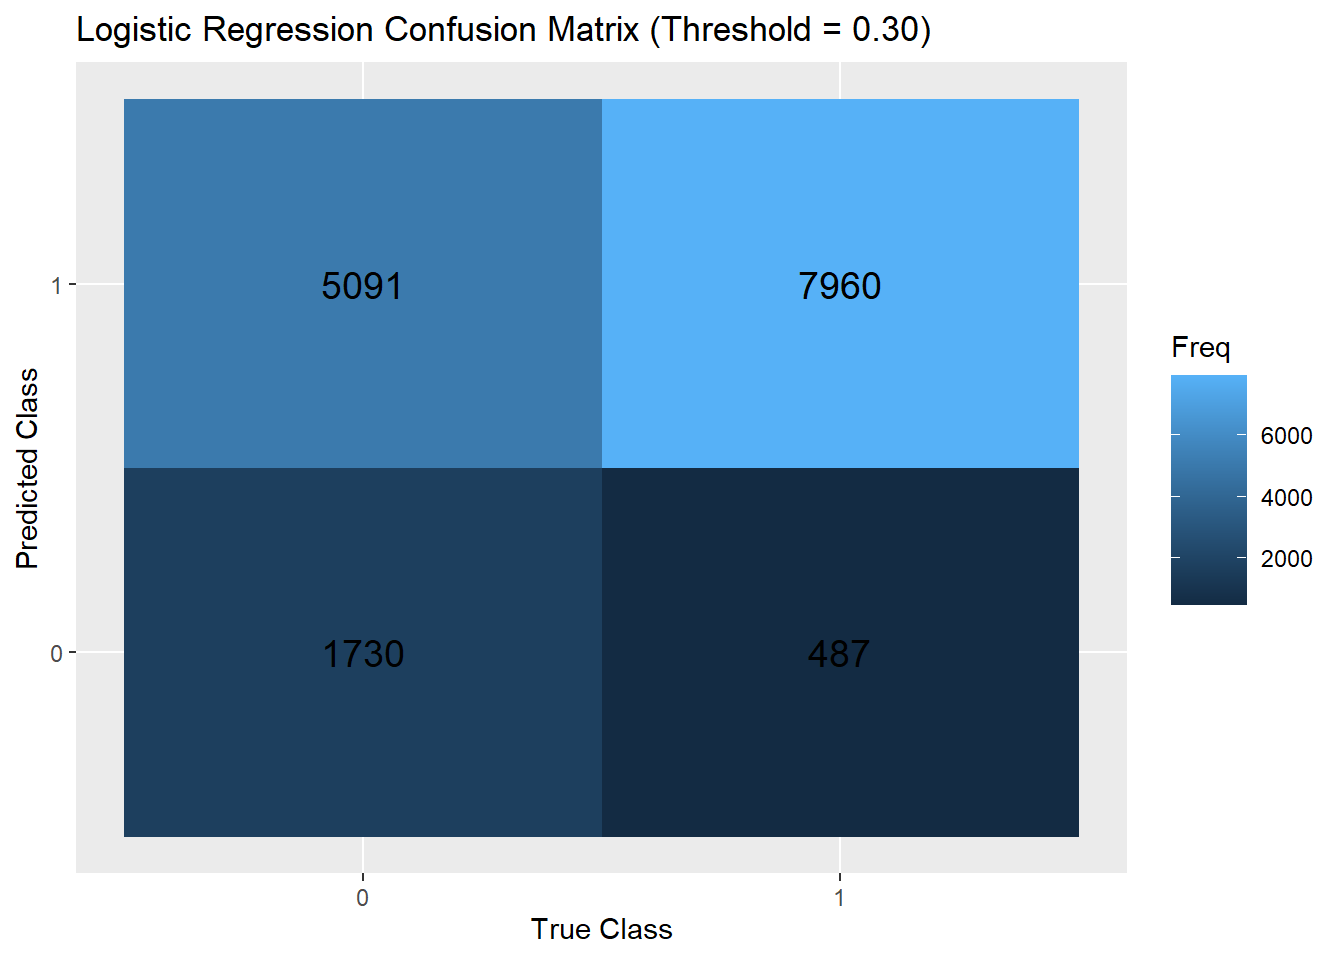 Logistic Regression Confusion Matrix (Threshold = 0.30)
Predicted Class
1
0
5091
7960
1730
487
0
1
True Class
Freq
6000
4000
2000